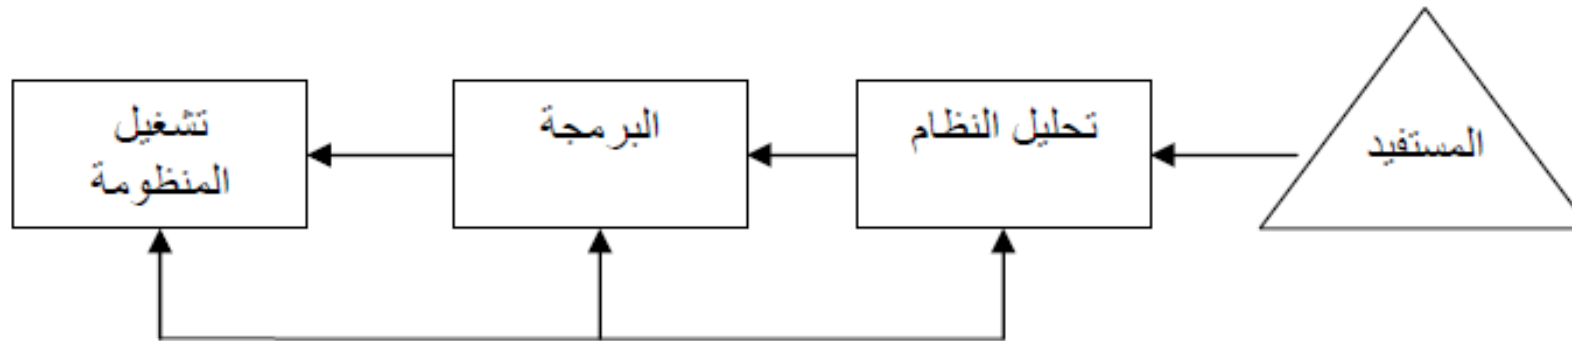 المستفيد
تحليل النظام
البرمجة
تشغيل
المنظومة